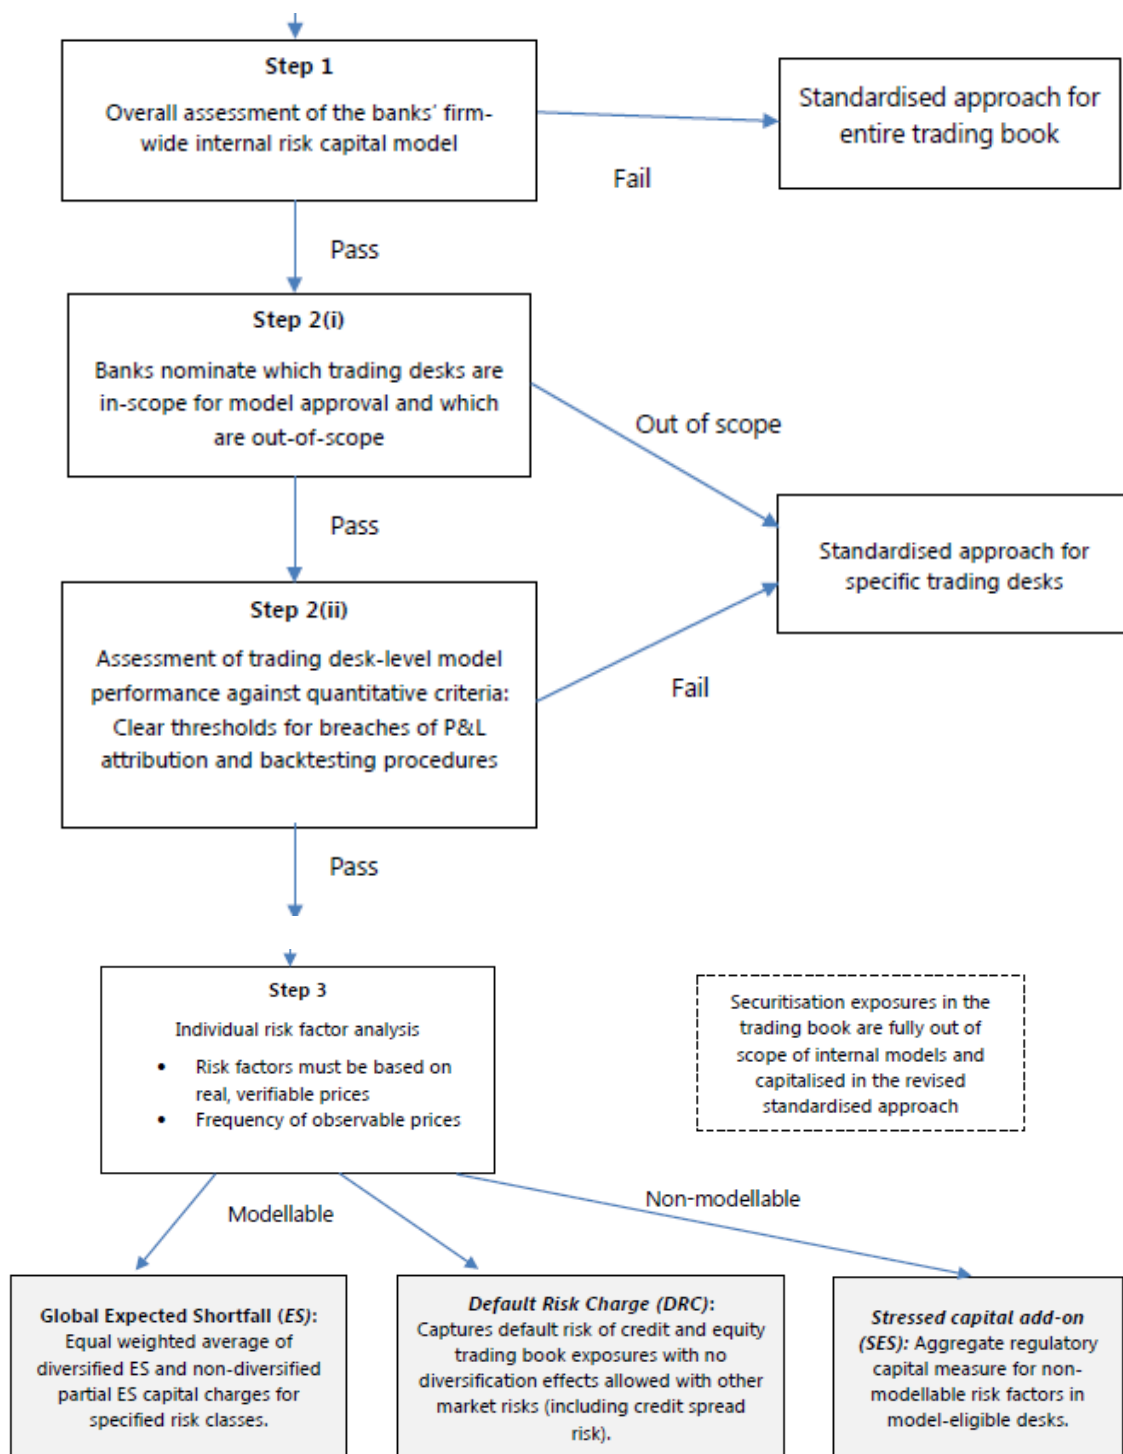 Step 1
Overall assessment of the banks’ firm-
wide internal risk capital model
Standardised approach for
entire trading book
Fail
Pass
Step 2(i)
Banks nominate which trading desks are
in-scope for model approval and which
are out-of-scope
Out of scope
Pass
Standardised approach for
specific trading desks
Step 2(ii)
Assessment of trading desk-level model
performance against quantitative criteria:
Clear thresholds for breaches of P&L
attribution and backtesting procedures
Fail
Pass
Step 3
Individual risk factor analysis
• Risk factors must be based on
real, verifiable prices
• Frequency of observable prices
Securitisation exposures in the
trading book are fully out of
scope of internal models and
capitalised in the revised
standardised approach
Modellable
Non-modellable
Global Expected Shortfall (ES):
Equal weighted average of
diversified ES and non-diversified
partial ES capital charges for
specified risk classes.
Default Risk Charge (DRC):
Captures default risk of credit and equity
trading book exposures with no
diversification effects allowed with other
market risks (including credit spread
risk).
Stressed capital add-on
(SES): Aggregate regulatory
capital measure for non-
modellable risk factors in
model-eligible desks.